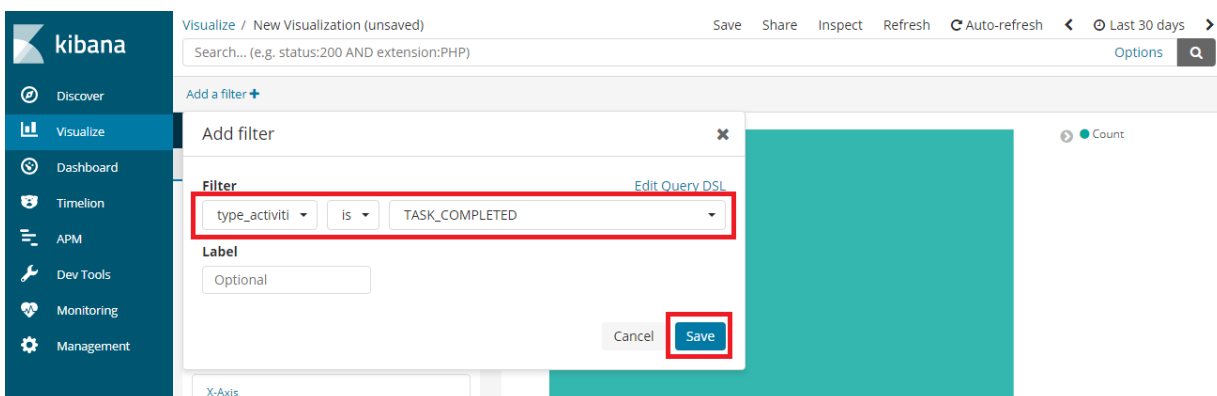 kibana
Discover
Visualize
Dashboard
Timelion
APM
Dev Tools
Monitoring
Management
Visualize / New Visualization (unsaved)
Save Share Inspect Refresh Auto-refresh Last 30 days
Search... (e.g. status:200 AND extension:PHP)
Options
Add a filter +
Add filter
Filter
Edit Query DSL
type_activiti is TASK_COMPLETED
Label
Optional
Cancel Save
X-Axis
Count